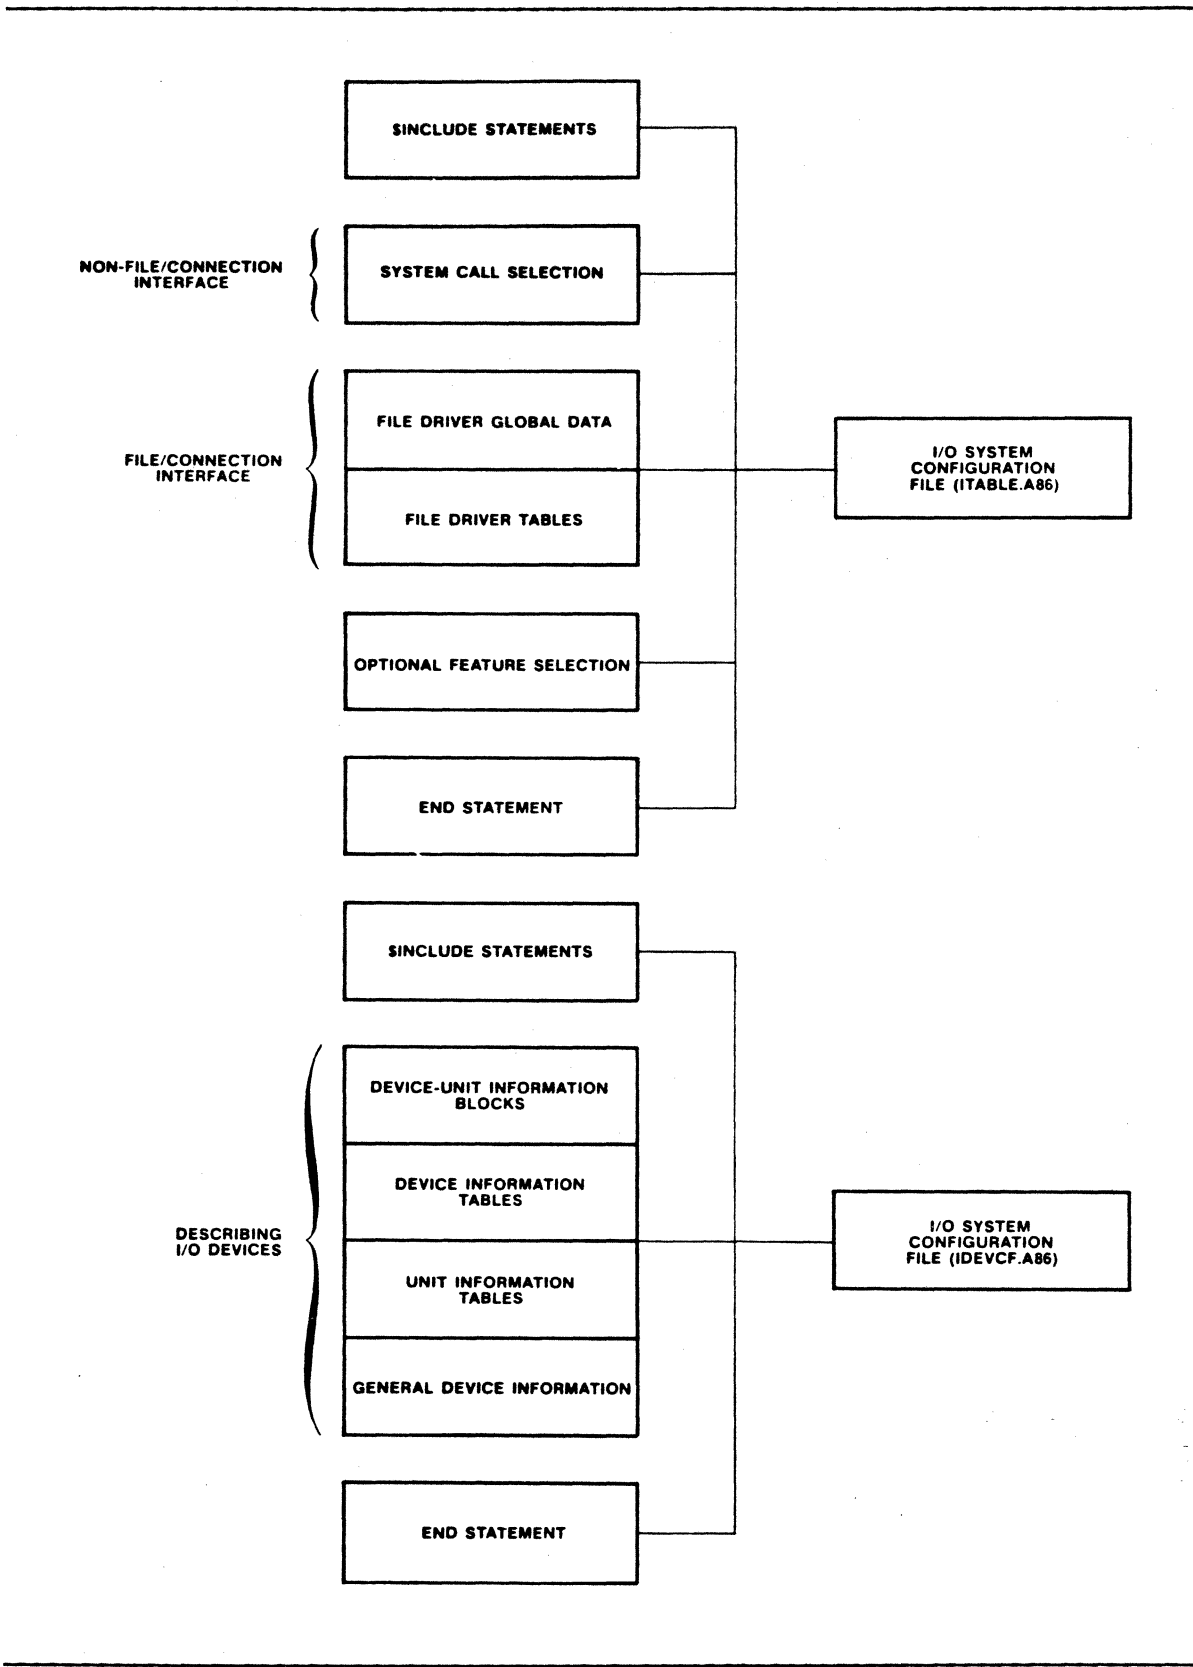 $INCLUDE STATEMENTS
NON-FILE/CONNECTION
INTERFACE
SYSTEM CALL SELECTION
FILE/CONNECTION
INTERFACE
FILE DRIVER GLOBAL DATA
FILE DRIVER TABLES
I/O SYSTEM
CONFIGURATION
FILE (ITABLE.A86)
OPTIONAL FEATURE SELECTION
END STATEMENT
$INCLUDE STATEMENTS
DESCRIBING
I/O DEVICES
DEVICE-UNIT INFORMATION
BLOCKS
DEVICE INFORMATION
TABLES
UNIT INFORMATION
TABLES
GENERAL DEVICE INFORMATION
I/O SYSTEM
CONFIGURATION
FILE (IDEVCF.A86)
END STATEMENT